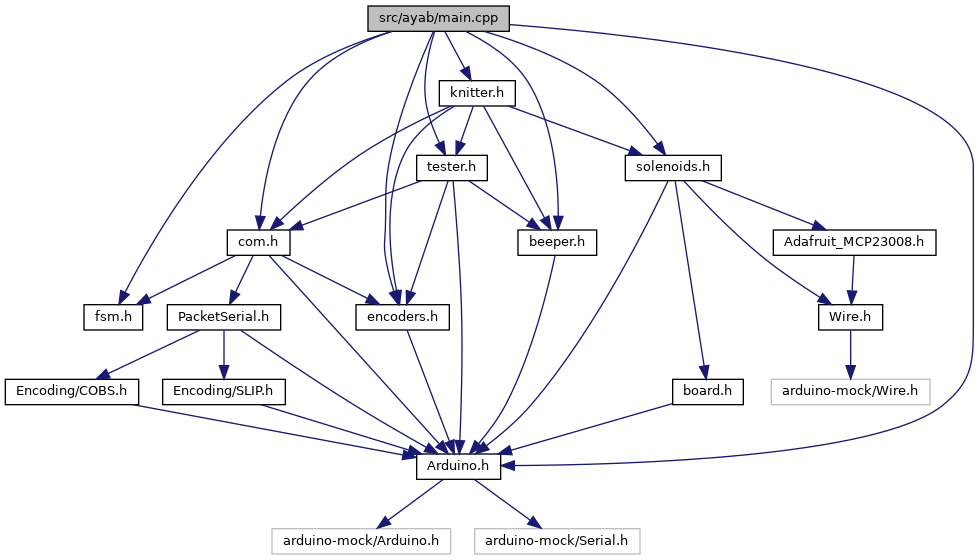 src/ayab/main.cpp
knitter.h
tester.h
solenoids.h
com.h
beeper.h
Adafruit_MCP23008.h
fsm.h
PacketSerial.h
encoders.h
Wire.h
Encoding/COBS.h
Encoding/SLIP.h
board.h
arduino-mock/Wire.h
Arduino.h
arduino-mock/Arduino.h
arduino-mock/Serial.h